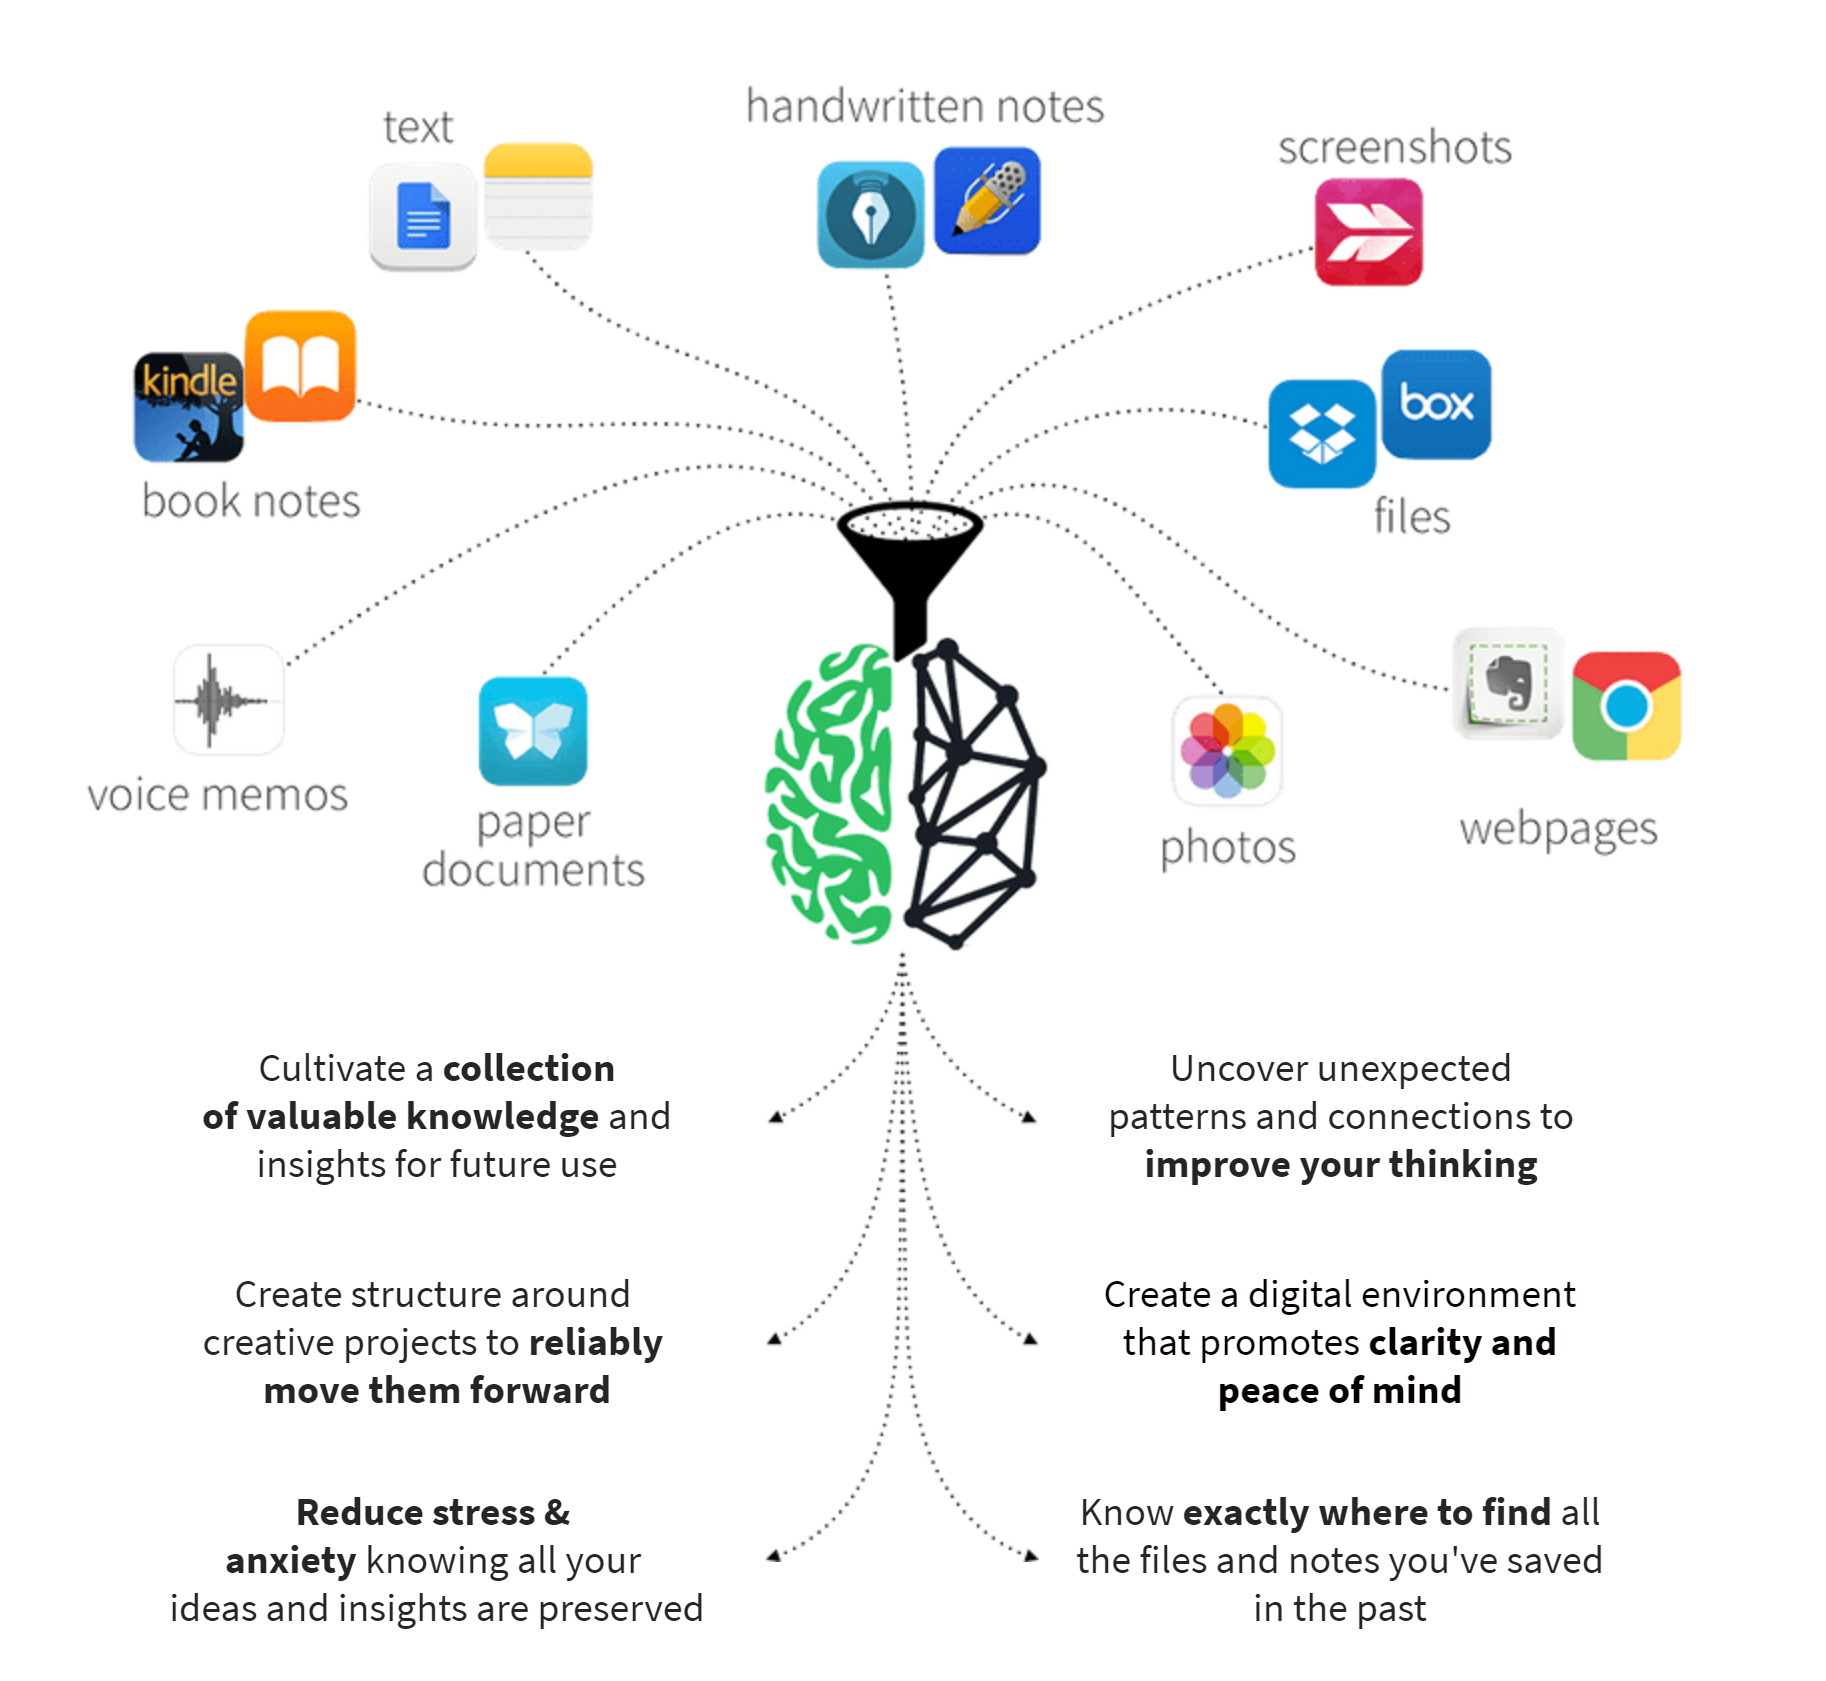 handwritten notes
text
screenshots
kindle
box
book notes
files
voice memos
paper
documents
photos
webpages
Cultivate a collection
of valuable knowledge and
insights for future use
Uncover unexpected
patterns and connections to
improve your thinking
Create structure around
creative projects to reliably
move them forward
Create a digital environment
that promotes clarity and
peace of mind
Reduce stress &
anxiety knowing all your
ideas and insights are preserved
Know exactly where to find all
the files and notes you've saved
in the past